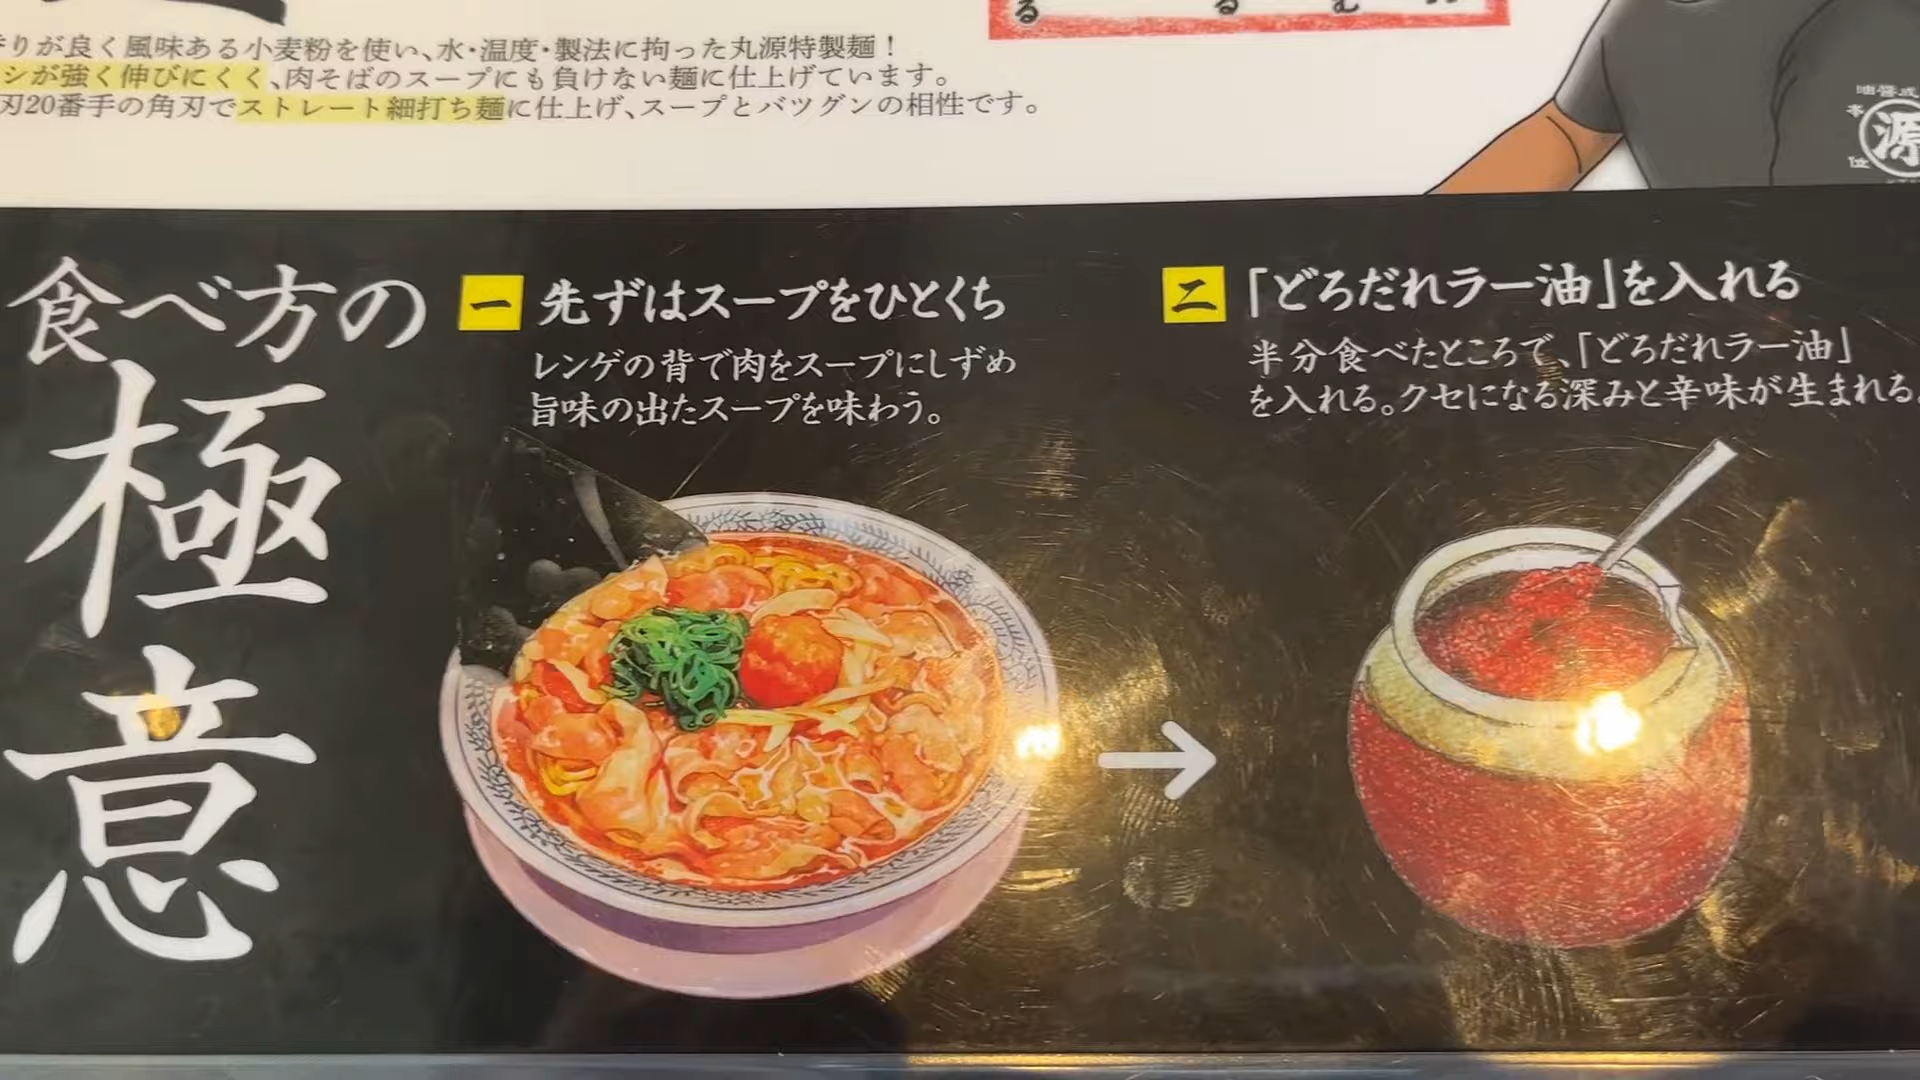 りが良く風味ある小麦粉を使い、水・温度・製法に拘った丸源特製麺！
シが強く伸びにくく、肉そばのスープにも負けない麺に仕上げています。
刃20番手の角刃でストレート細打ち麺に仕上げ、スープとバツグンの相性です。
る
る
む
源
食べ方の
極意
一 先ずはスープをひとくち
レンゲの背で肉をスープにしずめ
旨味の出たスープを味わう。
二 「どろだれラー油」を入れる
半分食べたところで、「どろだれラー油」
を入れる。クセになる深みと辛味が生まれる。
→